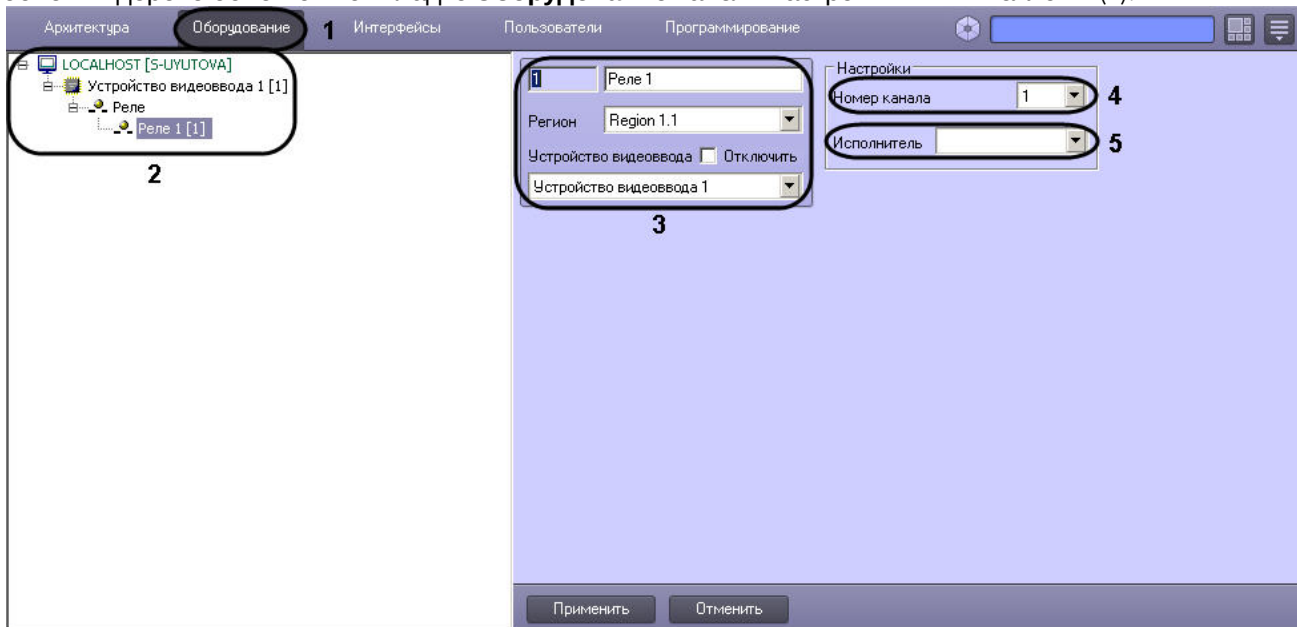 Оборудование
Архитектура Оборудование 1 Интерфейсы Пользователи Программирование
LOCALHOST [S-UYUTOVA]
Устройство видеоввода 1 [1]
Реле
Реле 1 [1]
2
1 Реле 1
Регион Region 1.1
Устройство видеоввода Отключить
Устройство видеоввода 1
3
Настройки
Номер канала 1 4
Исполнитель 5
Применить Отменить